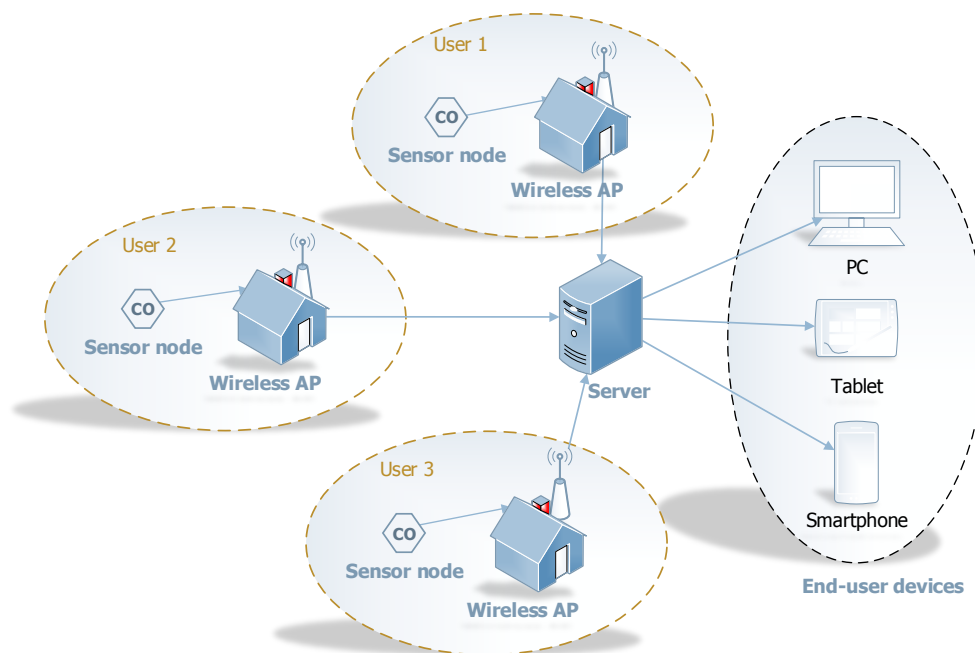 User 1
CO
Sensor node
Wireless AP
User 2
CO
Sensor node
Wireless AP
User 3
CO
Sensor node
Wireless AP
Server
PC
Tablet
Smartphone
End-user devices